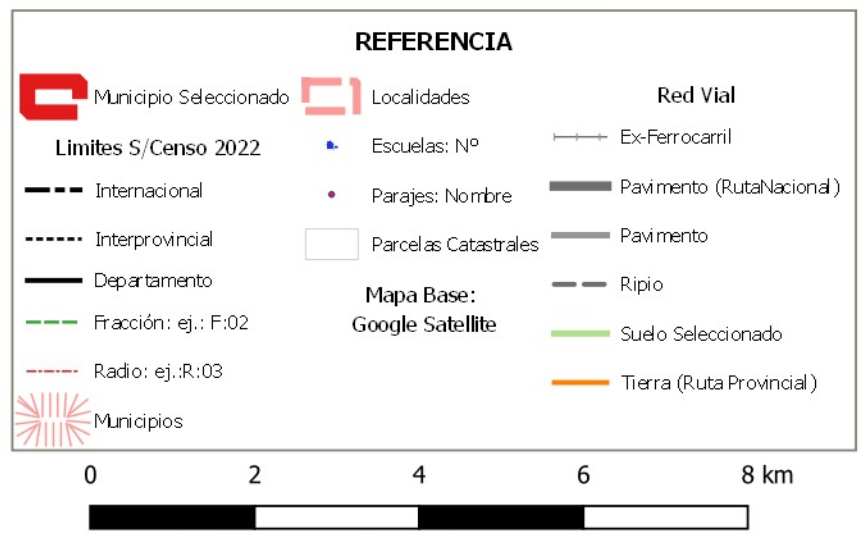 REFERENCIA
Municipio Seleccionado
Limites S/Censo 2022
Internacional
Interprovincial
Departamento
Fracción: ej.: F:02
Radio: ej.:R:03
Municipios
Localidades
Escuelas: Nº
Parajes: Nombre
Parcelas Catastrales
Mapa Base:
Google Satellite
Red Vial
Ex-Ferrocarril
Pavimento (RutaNacional)
Pavimento
Ripio
Suelo Seleccionado
Tierra (Ruta Provincial)
0 2 4 6 8 km